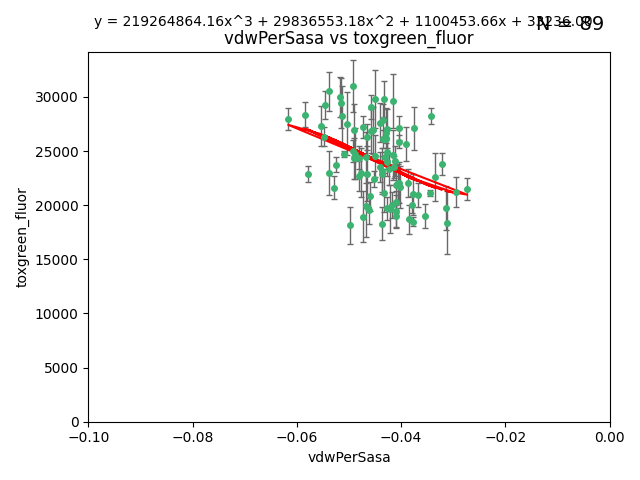 y = 219264864.16x^3 + 29836553.18x^2 + 1100453.66x +
N = 89
vdwPerSasa vs toxgreen_fluor
30000
25000
20000
15000
10000
5000
0
toxgreen_fluor
−0.10
−0.08
−0.06
−0.04
−0.02
0.00
vdwPerSasa